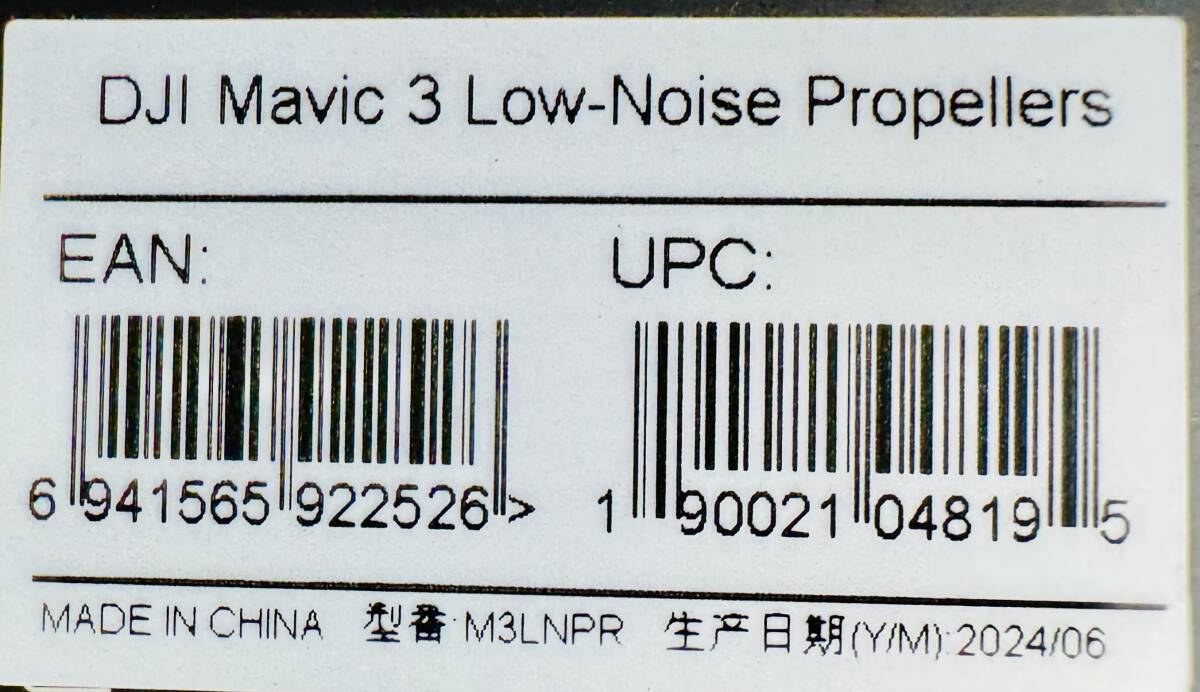 DJI Mavic 3 Low-Noise Propellers
EAN: UPC:
6 941565 922526 > 1 90021 04819 5
MADE IN CHINA 型番:M3LNPR 生产日期(Y/M):2024/06